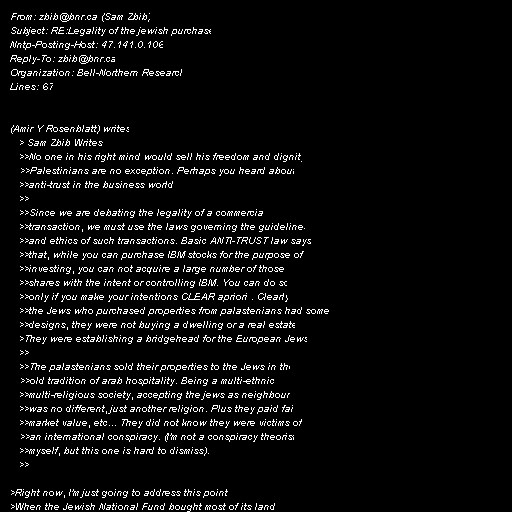 From: zbib@bnr.ca (Sam Zbib)
Subject: RE:Legality of the jewish purchase
Nntp-Posting-Host: 47.141.0.106
Reply-To: zbib@bnr.ca
Organization: Bell-Northern Research
Lines: 67
(Amir Y Rosenblatt) writes
> Sam Zbib Writes
>>No one in his right mind would sell his freedom and dignity
>>Palestinians are no exception. Perhaps you heard about
>>anti-trust in the business world
>>
>>Since we are debating the legality of a commercial
>>transaction, we must use the laws governing the guidelines
>>and ethics of such transactions. Basic ANTI-TRUST law says
>>that, while you can purchase IBM stocks for the purpose of
>>investing, you can not acquire a large number of those
>>shares with the intent or controlling IBM. You can do so
>>only if you make your intentions CLEAR apriori . Clearly
>>the Jews who purchased properties from palastenians had some
>>designs, they were not buying a dwelling or a real estate
>They were establishing a bridgehead for the European Jews
>>
>>The palastenians sold their properties to the Jews in the
>>old tradition of arab hospitality. Being a multi-ethnic
>>multi-religious society, accepting the jews as neighbours
>>was no different, just another religion. Plus they paid fair
>>market value, etc... They did not know they were victims of
>>an international conspiracy. (I'm not a conspiracy theorist
>>myself, but this one is hard to dismiss).
>>
>Right now, I'm just going to address this point
>When the Jewish National Fund bought most of its land